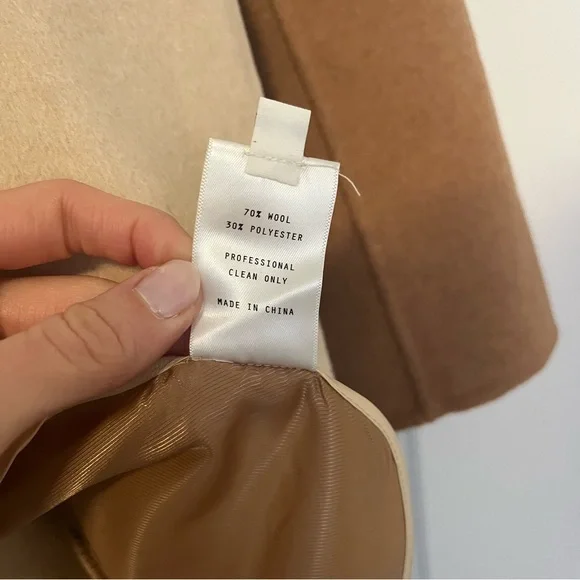 70% WOOL
30% POLYESTER
PROFESSIONAL
CLEAN ONLY
MADE IN CHINA